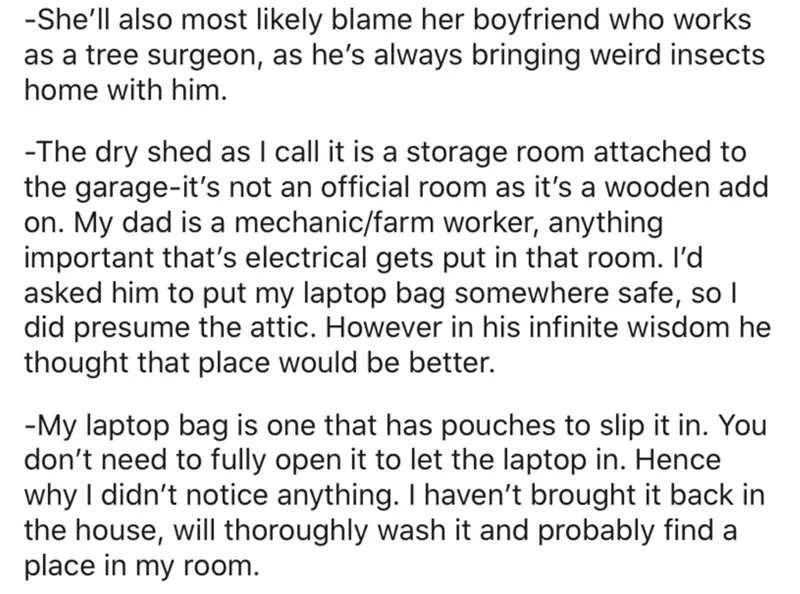 -She’ll also most likely blame her boyfriend who works
as a tree surgeon, as he’s always bringing weird insects
home with him.
-The dry shed as I call it is a storage room attached to
the garage-it’s not an official room as it’s a wooden add
on. My dad is a mechanic/farm worker, anything
important that’s electrical gets put in that room. I’d
asked him to put my laptop bag somewhere safe, so I
did presume the attic. However in his infinite wisdom he
thought that place would be better.
-My laptop bag is one that has pouches to slip it in. You
don’t need to fully open it to let the laptop in. Hence
why I didn’t notice anything. I haven’t brought it back in
the house, will thoroughly wash it and probably find a
place in my room.